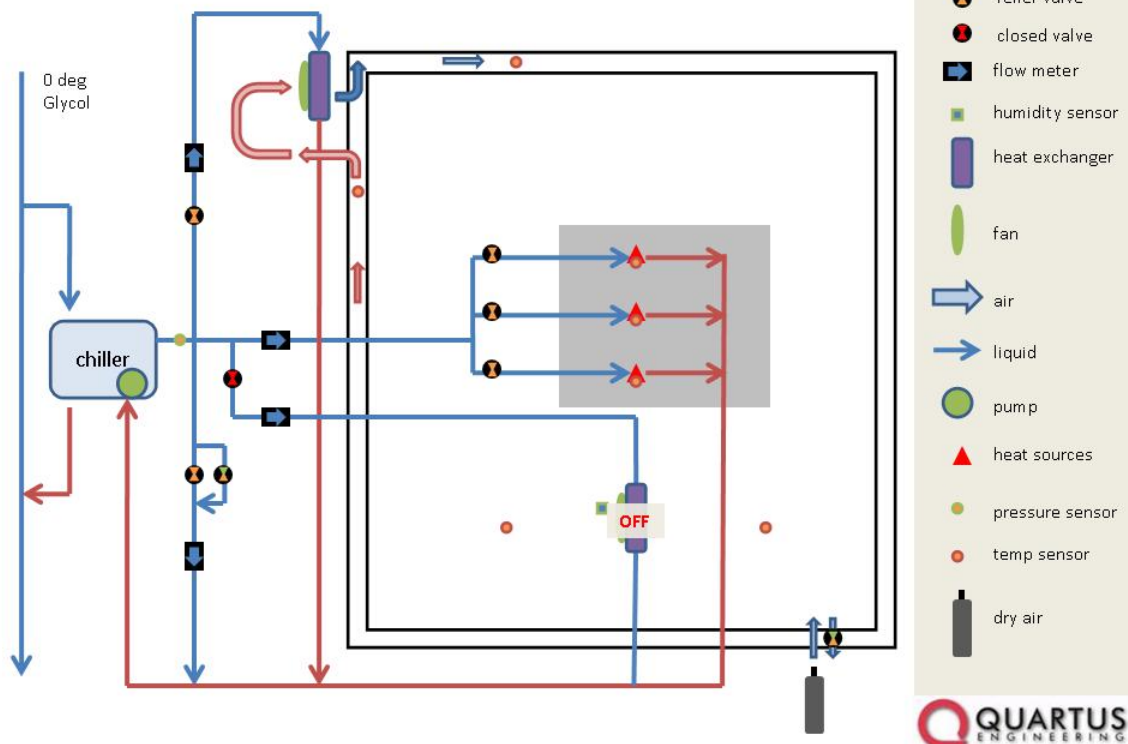 0 deg
Glycol
chiller
OFF
valve
closed valve
flow meter
humidity sensor
heat exchanger
fan
air
liquid
pump
heat sources
pressure sensor
temp sensor
dry air
QUARTUS
ENGINEERING